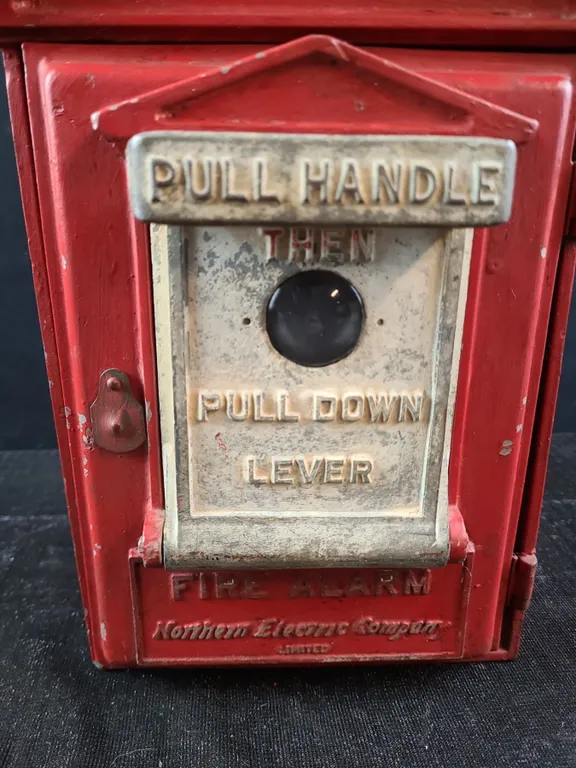 PULL HANDLE
THEN
PULL DOWN
LEVER
FIRE ALARM
Northern Electric Company
LIMITED